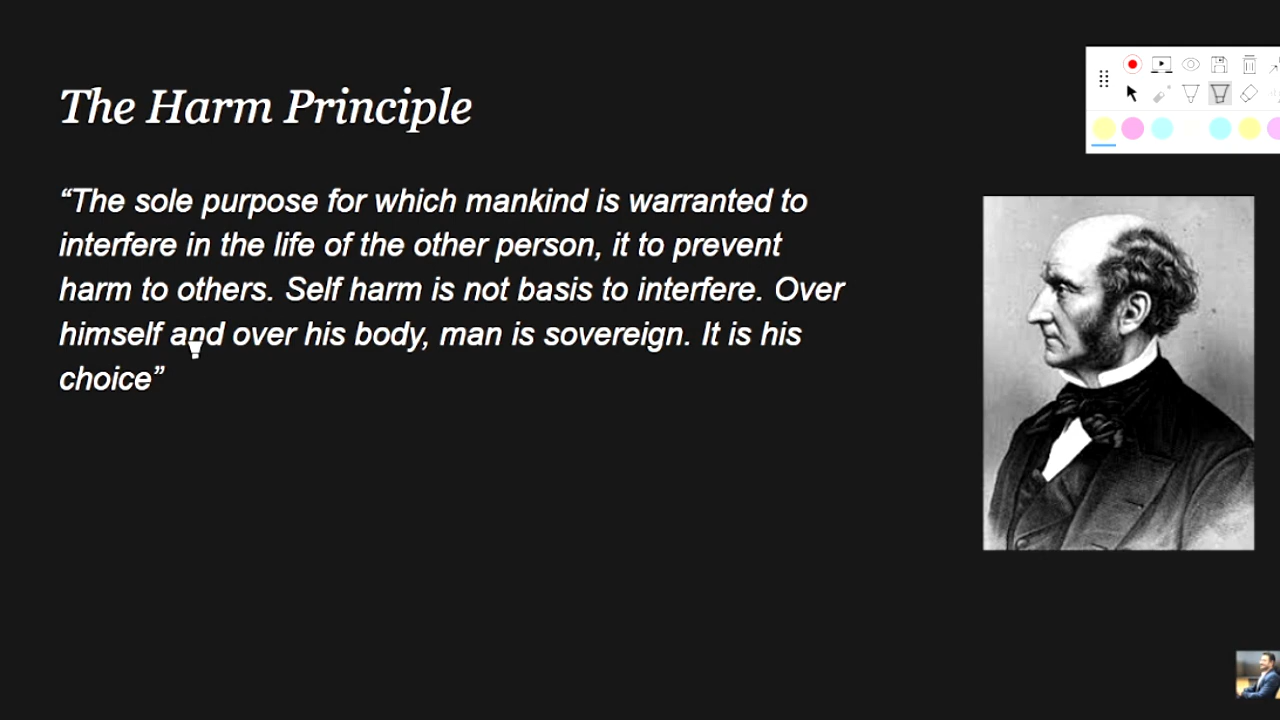 The Harm Principle
“The sole purpose for which mankind is warranted to
interfere in the life of the other person, it to prevent
harm to others. Self harm is not basis to interfere. Over
himself and over his body, man is sovereign. It is his
choice”